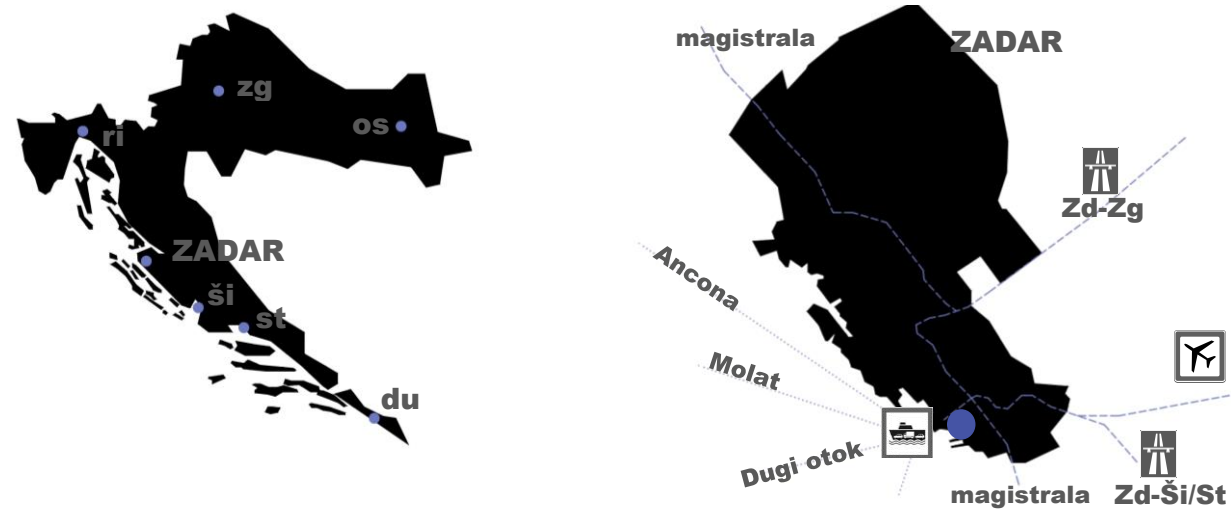 zg
os
ri
ZADAR
ši
st
du
magistrala
ZADAR
Zd-Zg
Ancona
Molat
Dugi otok
magistrala
Zd-Ši/St